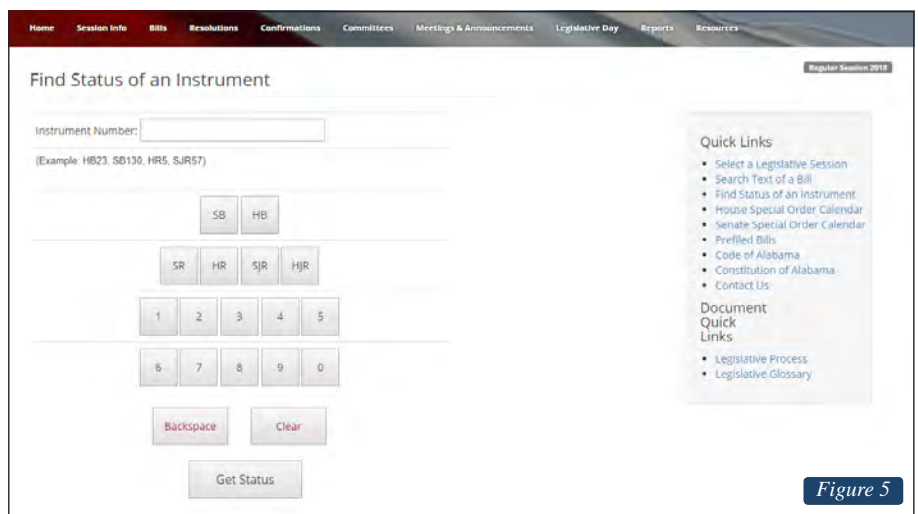 Home Session Info Bills Resolutions Confirmations Committees Meetings & Announcements Legislative Day Reports Resources
Regular Session 2018
Find Status of an Instrument
Instrument Number:
(Example: HB23, SB130, HR5, SJR57)
SB HB
SR HR SJR HJR
1 2 3 4 5
6 7 8 9 0
Backspace Clear
Get Status
Quick Links
• Select a Legislative Session
• Search Text of a Bill
• Find Status of an Instrument
• House Special Order Calendar
• Senate Special Order Calendar
• Prefiled Bills
• Code of Alabama
• Constitution of Alabama
• Contact Us
Document
Quick
Links
• Legislative Process
• Legislative Glossary
Figure 5